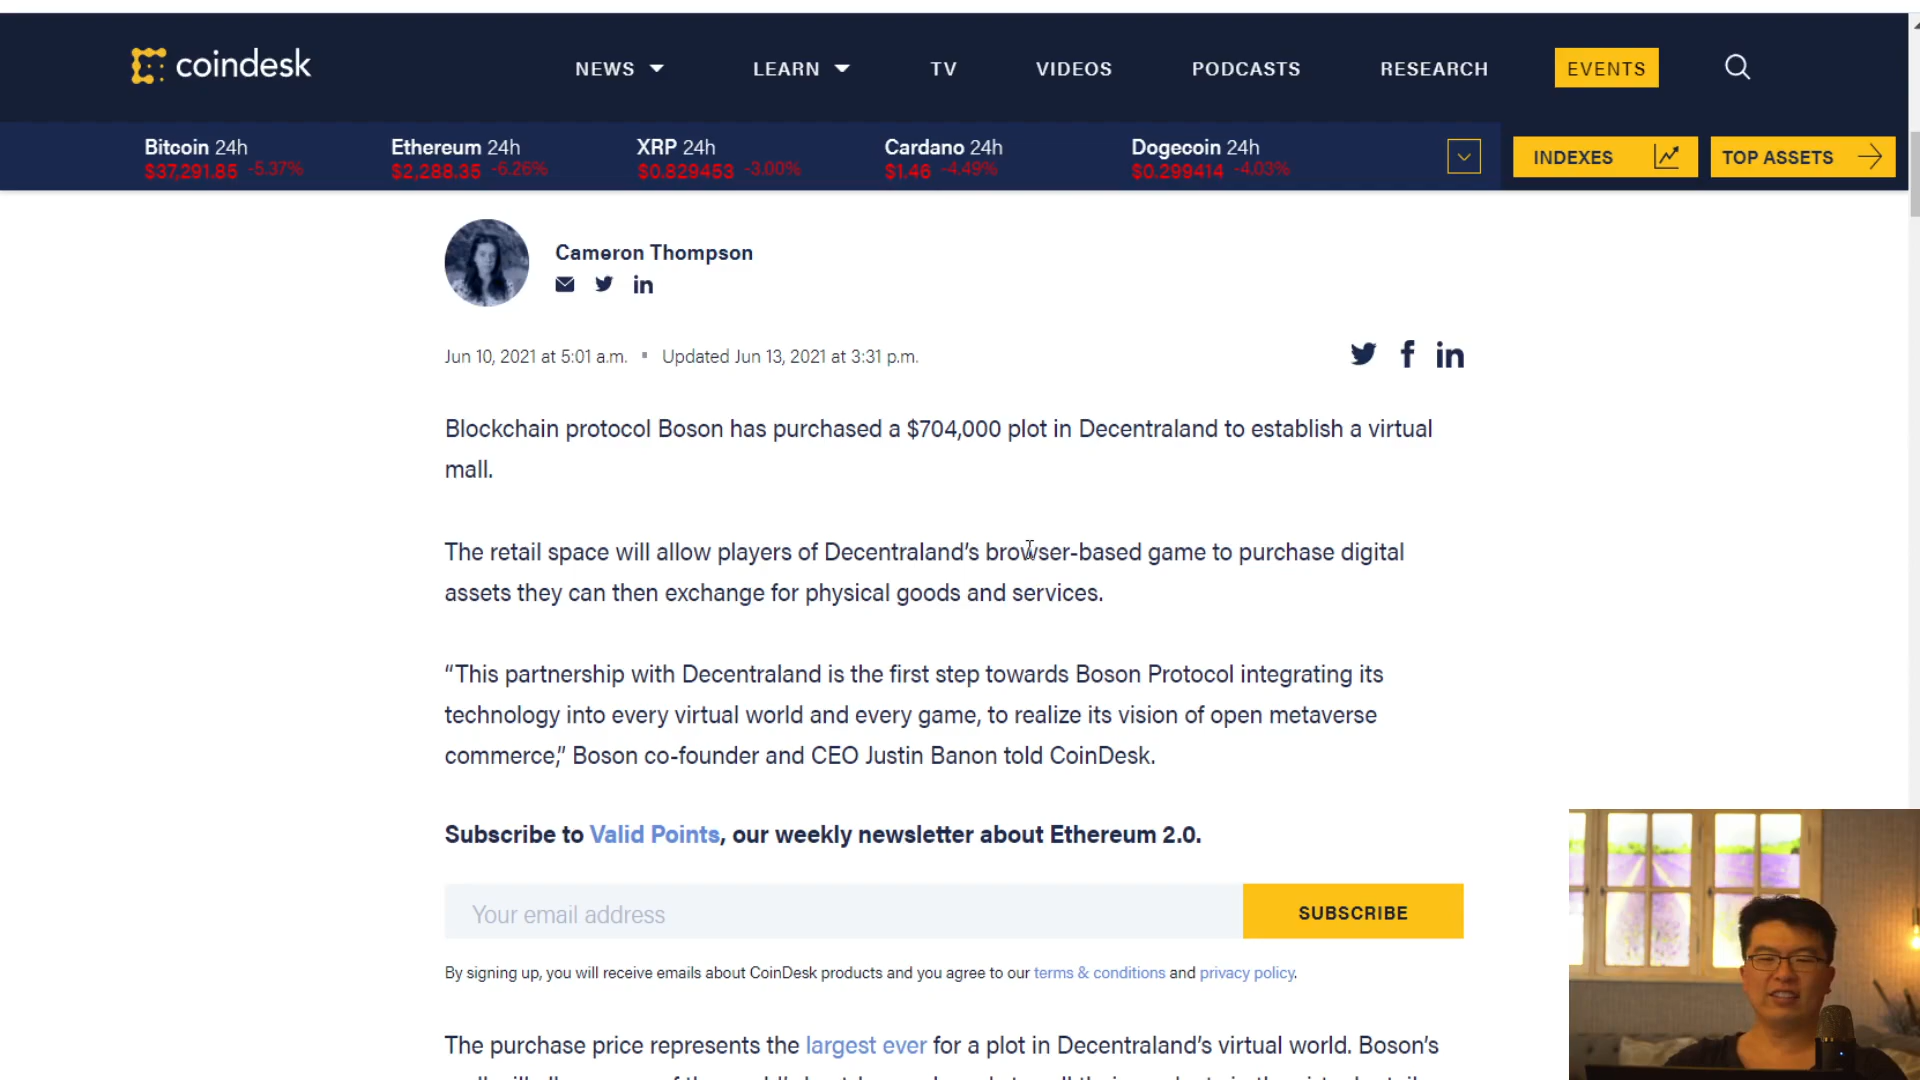 coindesk
NEWS LEARN TV VIDEOS PODCASTS RESEARCH EVENTS
Bitcoin 24h Ethereum 24h XRP 24h Cardano 24h Dogecoin 24h
$37,291.85 -5.37% $2,288.35 -6.26% $0.829453 -3.00% $1.46 -4.49% $0.299414 -4.03%
INDEXES TOP ASSETS
Cameron Thompson
Jun 10, 2021 at 5:01 a.m. Updated Jun 13, 2021 at 3:31 p.m.
Blockchain protocol Boson has purchased a $704,000 plot in Decentraland to establish a virtual
mall.
The retail space will allow players of Decentraland’s browser-based game to purchase digital
assets they can then exchange for physical goods and services.
“This partnership with Decentraland is the first step towards Boson Protocol integrating its
technology into every virtual world and every game, to realize its vision of open metaverse
commerce,” Boson co-founder and CEO Justin Banon told CoinDesk.
Subscribe to Valid Points, our weekly newsletter about Ethereum 2.0.
Your email address
SUBSCRIBE
By signing up, you will receive emails about CoinDesk products and you agree to our terms & conditions and privacy policy.
The purchase price represents the largest ever for a plot in Decentraland’s virtual world. Boson’s